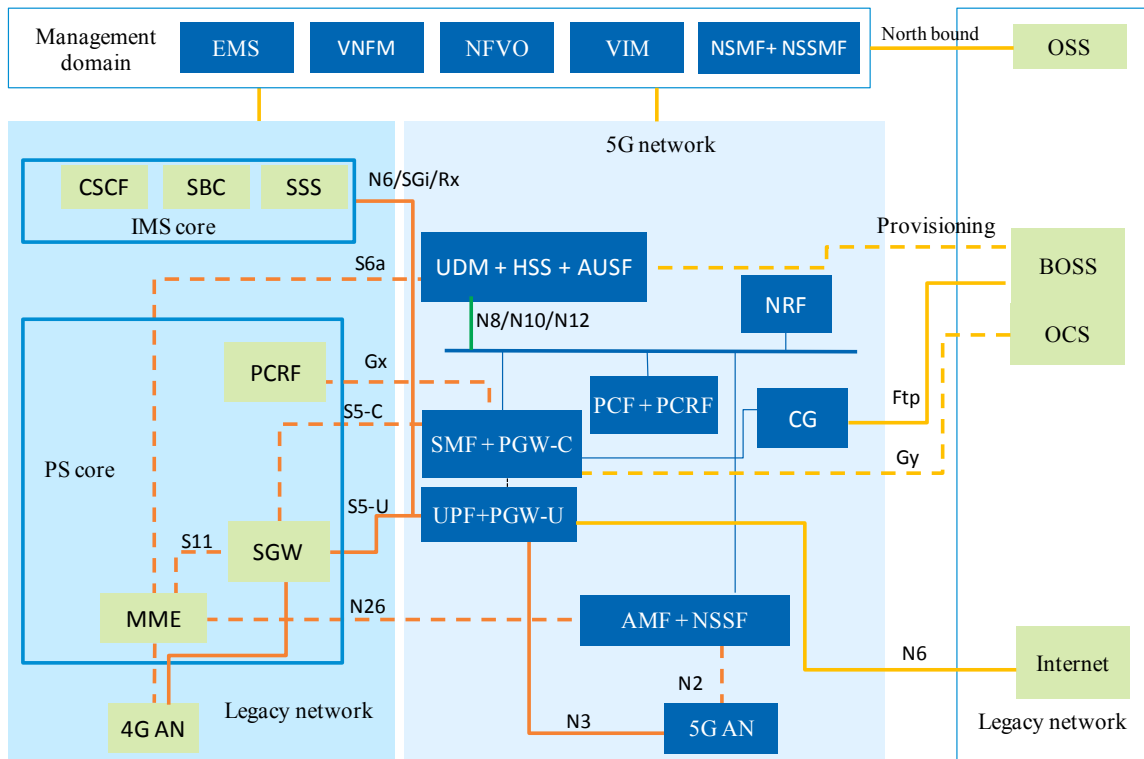 Management
domain
EMS
VNFM
NFVO
VIM
NSMF+ NSSMF
North bound
OSS
5G network
CSCF
SBC
SSS
IMS core
N6/SGi/Rx
Provisioning
S6a
UDM + HSS + AUSF
BOSS
NRF
N8/N10/N12
OCS
PCRF
Gx
PCF + PCRF
CG
Ftp
S5-C
SMF + PGW-C
Gy
PS core
S5-U
UPF+PGW-U
S11
SGW
MME
N26
AMF + NSSF
N6
Internet
N2
4G AN
Legacy network
N3
5G AN
Legacy network